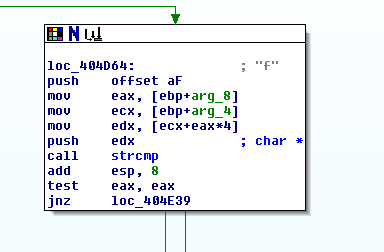 loc_404D64: ; "f"
push offset aF
mov eax, [ebp+arg_8]
mov ecx, [ebp+arg_4]
mov edx, [ecx+eax*4]
push edx ; char *
call strcmp
add esp, 8
test eax, eax
jnz loc_404E39